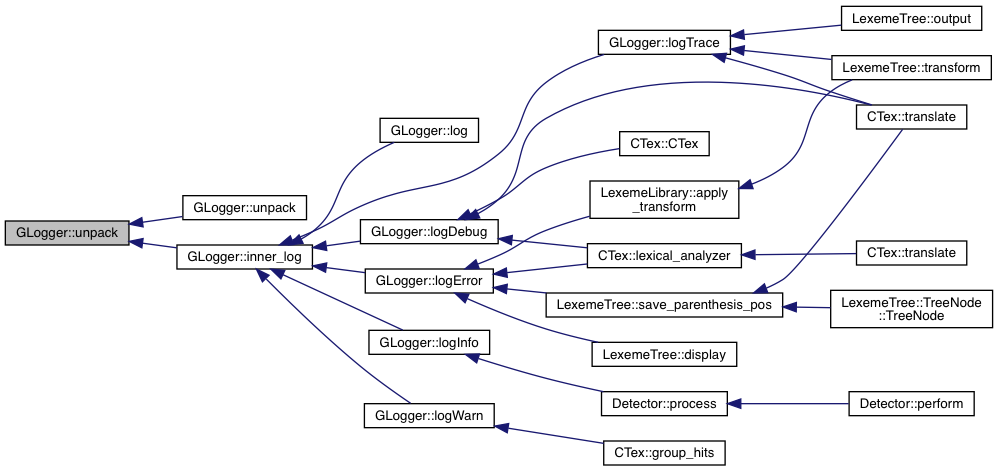 LexemeTree::output
GLogger::logTrace
LexemeTree::transform
CTex::translate
GLogger::log
CTex::CTex
LexemeLibrary::apply
_transform
GLogger::unpack
GLogger::unpack
GLogger::logDebug
GLogger::inner_log
CTex::lexical_analyzer
CTex::translate
GLogger::logError
LexemeTree::save_parenthesis_pos
LexemeTree::TreeNode
::TreeNode
GLogger::logInfo
LexemeTree::display
Detector::process
Detector::perform
GLogger::logWarn
CTex::group_hits